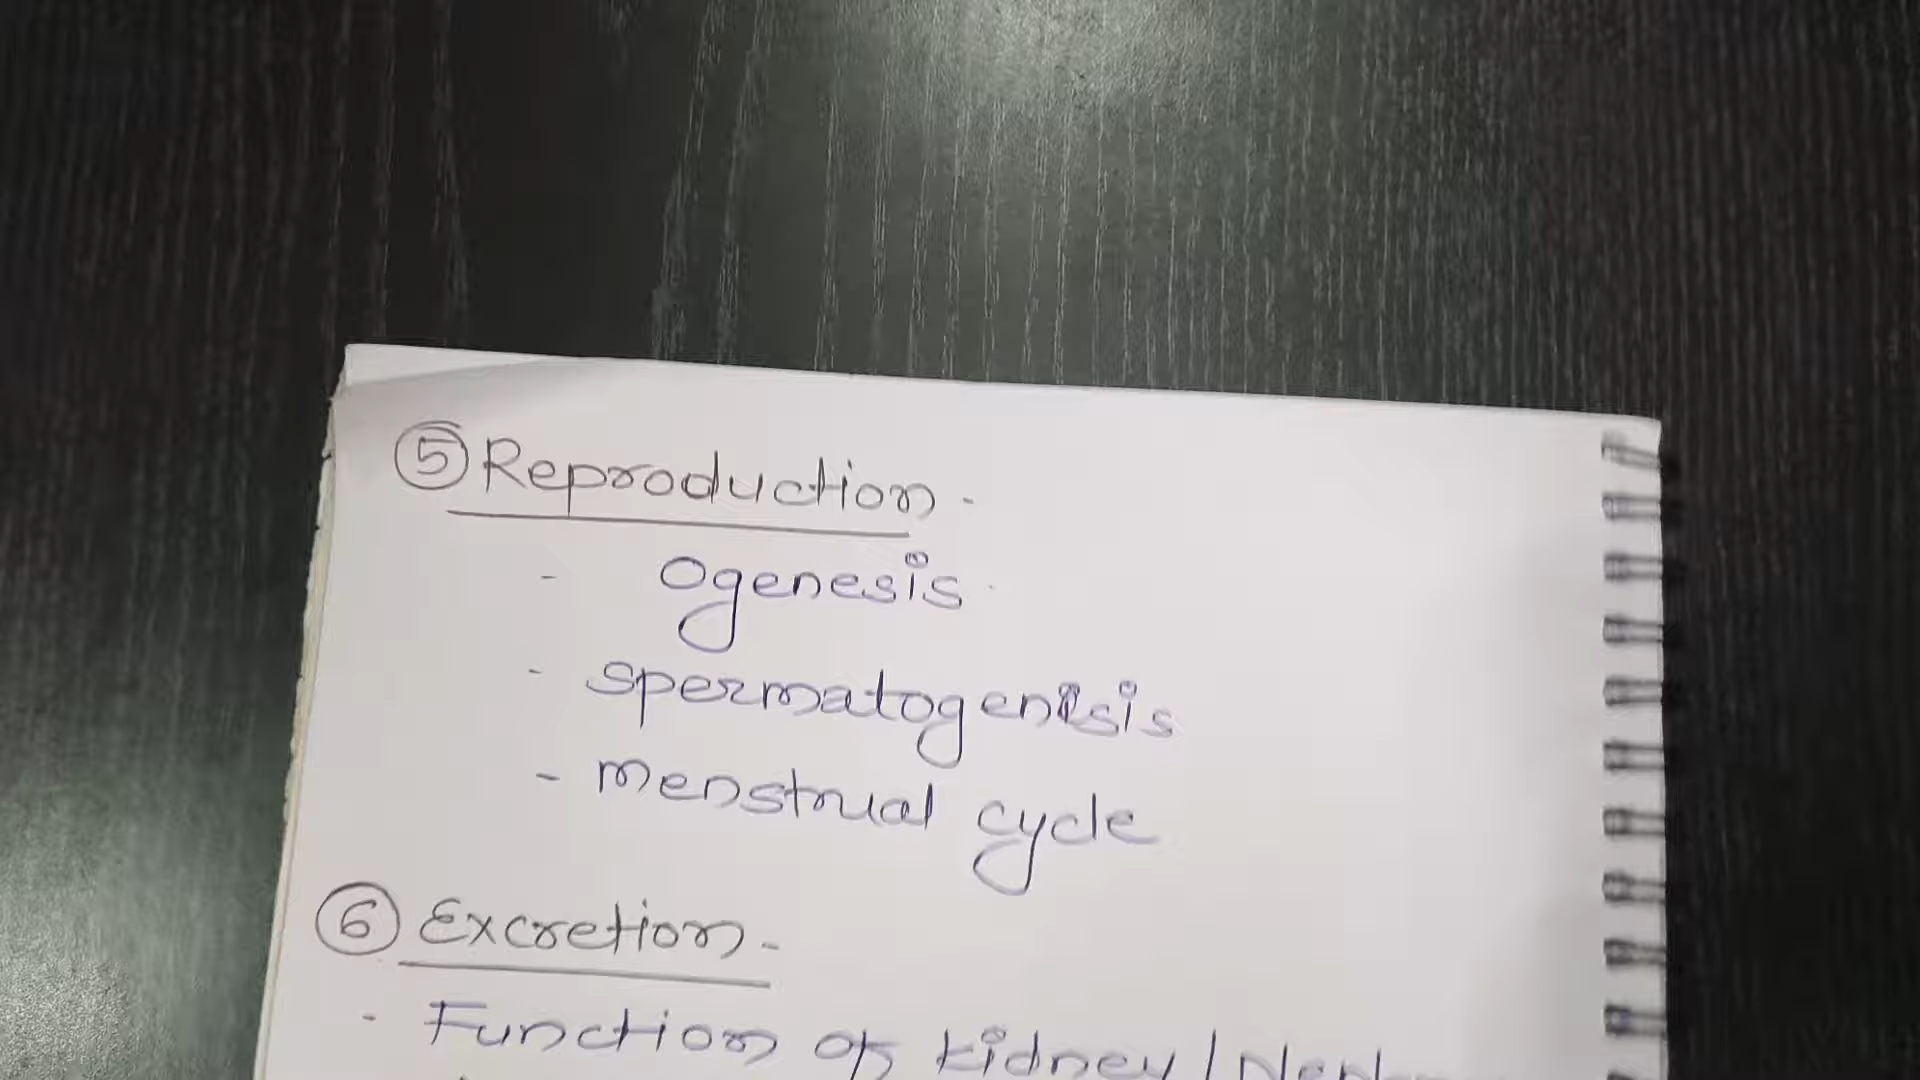 ⑤ Reproduction -
- Ogenesis
- Spermatogenisis
- menstrual cycle
⑥ Excretion -
- Function of kidney /